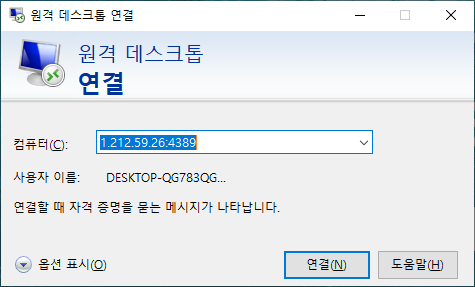 원격 데스크톱 연결
원격 데스크톱
연결
컴퓨터(C):
1.212.59.26:4389
사용자 이름: DESKTOP-QG783QG...
연결할 때 자격 증명을 묻는 메시지가 나타납니다.
옵션 표시(O) 연결(N) 도움말(H)